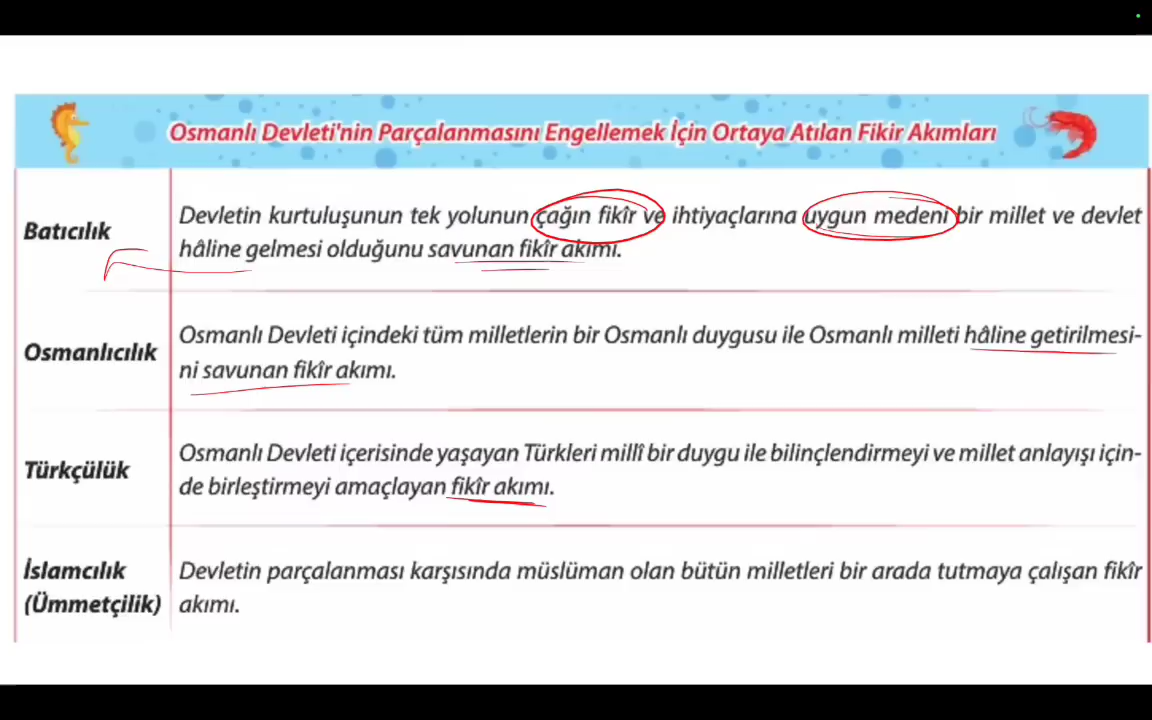 Osmanlı Devleti'nin Parçalanmasını Engellemek İçin Ortaya Atılan Fikir Akımları
Batıcılık
Devletin kurtuluşunun tek yolunun çağın fikîr ve ihtiyaçlarına uygun medeni bir millet ve devlet
hâline gelmesi olduğunu savunan fikîr akımı.
Osmanlıcılık
Osmanlı Devleti içindeki tüm milletlerin bir Osmanlı duygusu ile Osmanlı milleti hâline getirilmesi-
ni savunan fikîr akımı.
Türkçülük
Osmanlı Devleti içerisinde yaşayan Türkleri millî bir duygu ile bilinçlendirmeyi ve millet anlayışı için-
de birleştirmeyi amaçlayan fikîr akımı.
İslamcılık
(Ümmetçilik)
Devletin parçalanması karşısında müslüman olan bütün milletleri bir arada tutmaya çalışan fikîr
akımı.